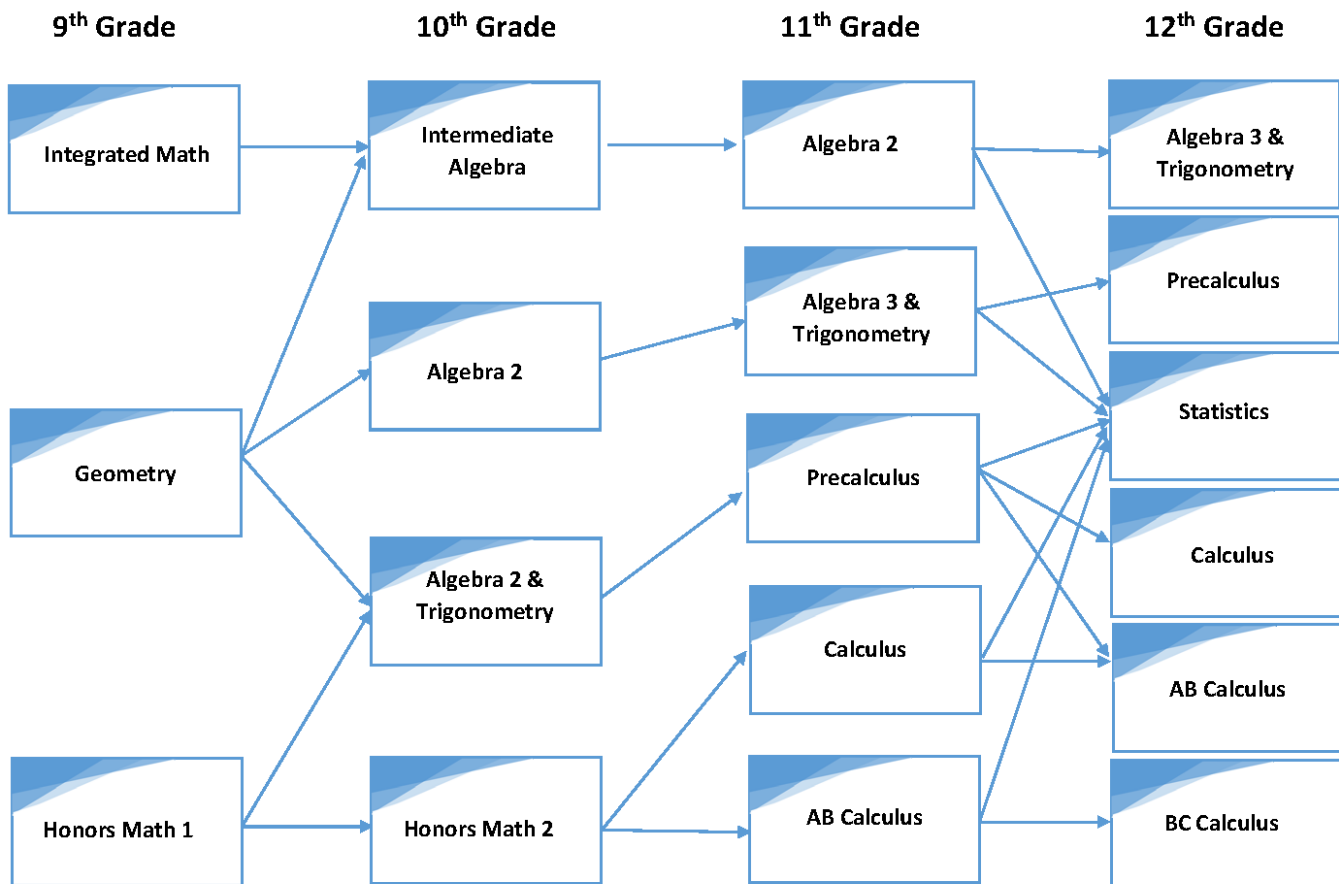 9th Grade
10th Grade
11th Grade
12th Grade
Integrated Math
Intermediate
Algebra
Algebra 2
Algebra 3 &
Trigonometry
Precalculus
Geometry
Algebra 2
Algebra 3 &
Trigonometry
Statistics
Algebra 2 &
Trigonometry
Precalculus
Calculus
Calculus
AB Calculus
Honors Math 1
Honors Math 2
AB Calculus
BC Calculus